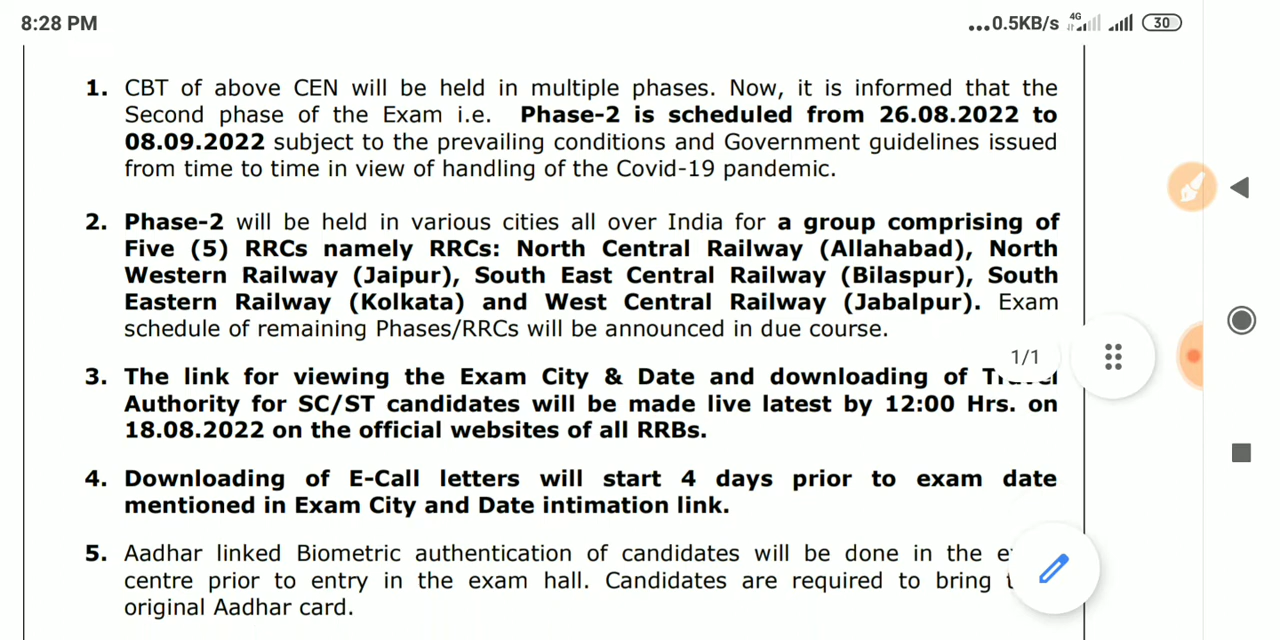 8:28 PM
...0.5KB/s 4G 30
1. CBT of above CEN will be held in multiple phases. Now, it is informed that the
Second phase of the Exam i.e. Phase-2 is scheduled from 26.08.2022 to
08.09.2022 subject to the prevailing conditions and Government guidelines issued
from time to time in view of handling of the Covid-19 pandemic.
2. Phase-2 will be held in various cities all over India for a group comprising of
Five (5) RRCs namely RRCs: North Central Railway (Allahabad), North
Western Railway (Jaipur), South East Central Railway (Bilaspur), South
Eastern Railway (Kolkata) and West Central Railway (Jabalpur). Exam
schedule of remaining Phases/RRCs will be announced in due course.
1/1
3. The link for viewing the Exam City & Date and downloading of
Authority for SC/ST candidates will be made live latest by 12:00 Hrs. on
18.08.2022 on the official websites of all RRBs.
4. Downloading of E-Call letters will start 4 days prior to exam date
mentioned in Exam City and Date intimation link.
5. Aadhar linked Biometric authentication of candidates will be done in the
centre prior to entry in the exam hall. Candidates are required to bring
original Aadhar card.